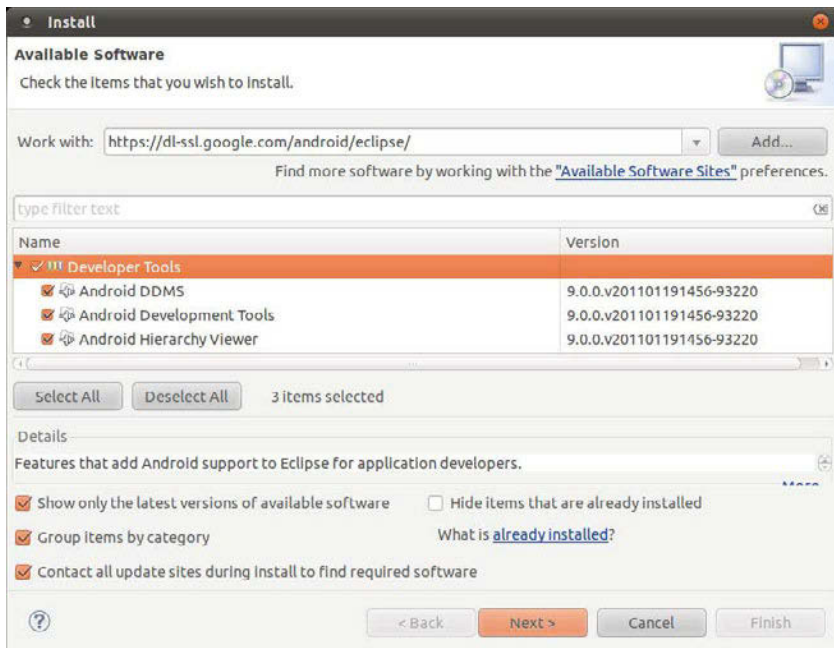 Install
Available Software
Check the items that you wish to install.
Work with: https://dl-ssl.google.com/android/eclipse/ Add...
Find more software by working with the "Available Software Sites" preferences.
type filter text
Name Version
Developer Tools
Android DDMS 9.0.0.v201101191456-93220
Android Development Tools 9.0.0.v201101191456-93220
Android Hierarchy Viewer 9.0.0.v201101191456-93220
Select All Deselect All 3 items selected
Details
Features that add Android support to Eclipse for application developers.
More
Show only the latest versions of available software Hide items that are already installed
Group items by category What is already installed?
Contact all update sites during install to find required software
? < Back Next > Cancel Finish